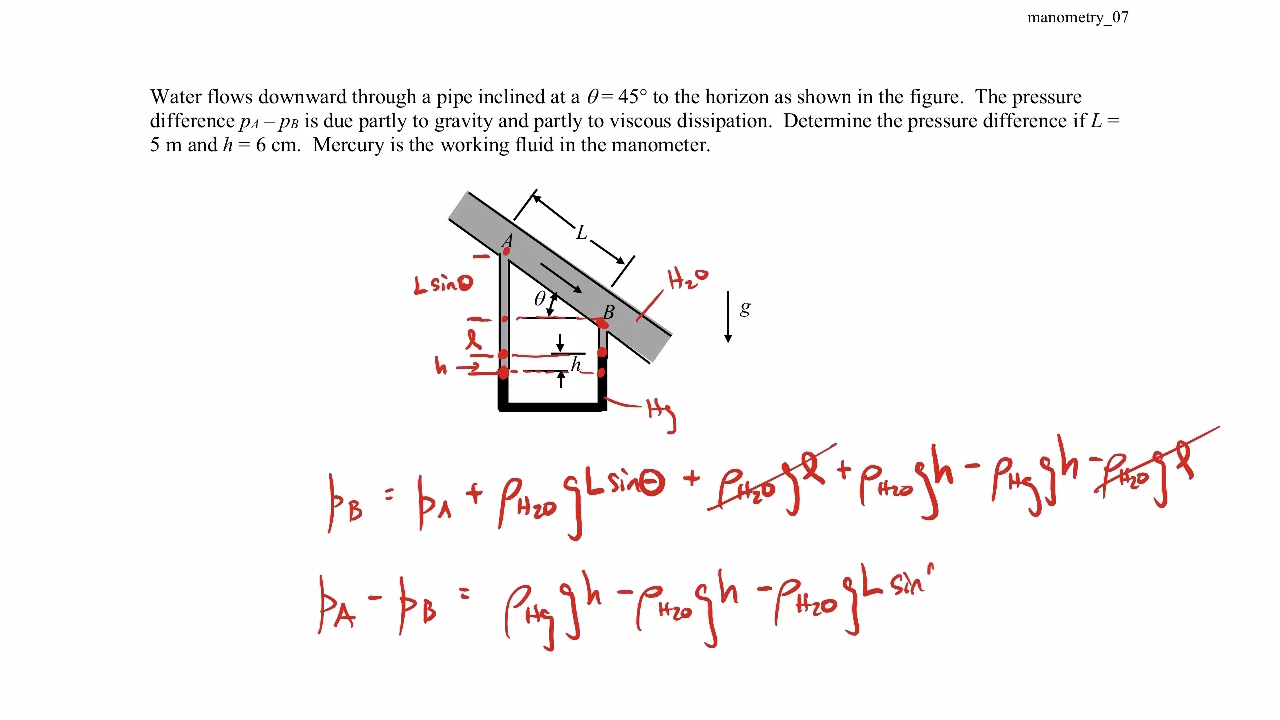 manometry_07
Water flows downward through a pipe inclined at a θ = 45° to the horizon as shown in the figure. The pressure
difference pA – pB is due partly to gravity and partly to viscous dissipation. Determine the pressure difference if L =
5 m and h = 6 cm. Mercury is the working fluid in the manometer.
L
A
L sinθ
H2O
θ
B
g
l
h
h
Hg
pB = pA + ρH2O g L sinθ + ρH2O g l + ρH2O g h − ρHg g h − ρH2O g l
pA − pB = ρHg g h − ρH2O g h − ρH2O g L sin